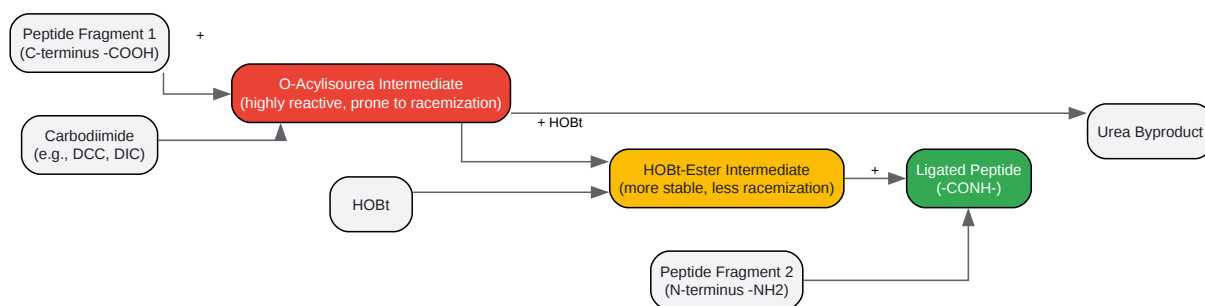 Peptide Fragment 1
(C-terminus -COOH)
+
O-Acylisourea Intermediate
(highly reactive, prone to racemization)
+ HOBt
Carbodiimide
(e.g., DCC, DIC)
Urea Byproduct
HOBt-Ester Intermediate
(more stable, less racemization)
+
Ligated Peptide
(-CONH-)
HOBt
Peptide Fragment 2
(N-terminus -NH2)